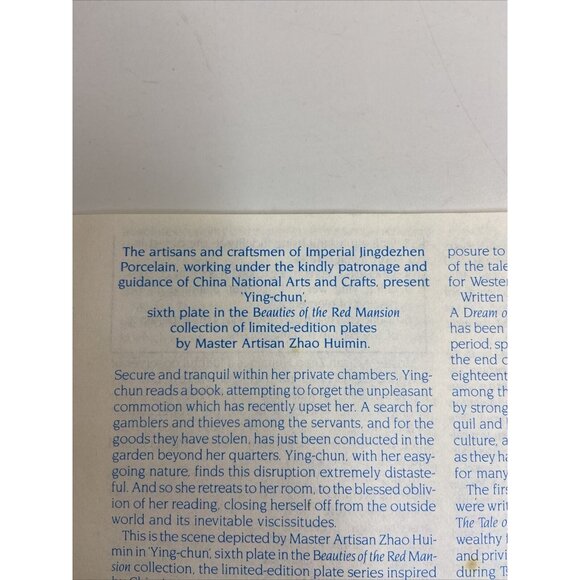 The artisans and craftsmen of Imperial Jingdezhen
Porcelain, working under the kindly patronage and
guidance of China National Arts and Crafts, present
'Ying-chun',
sixth plate in the Beauties of the Red Mansion
collection of limited-edition plates
by Master Artisan Zhao Huimin.
Secure and tranquil within her private chambers, Ying-
chun reads a book, attempting to forget the unpleasant
commotion which has recently upset her. A search for
gamblers and thieves among the servants, and for the
goods they have stolen, has just been conducted in the
garden beyond her quarters. Ying-chun, with her easy-
going nature, finds this disruption extremely distaste-
ful. And so she retreats to her room, to the blessed obliv-
ion of her reading, closing herself off from the outside
world and its inevitable viscissitudes.
This is the scene depicted by Master Artisan Zhao Hui-
min in 'Ying-chun', sixth plate in the Beauties of the Red Man-
sion collection, the limited-edition plate series inspired
posure to
of the tale
for Wester
Written
A Dream o
has been
period, sp
the end c
eighteent
among th
by strong
quil and
culture, a
as they ha
for many
The firs
were writ
The Tale o
wealthy f
and privi
during Ts